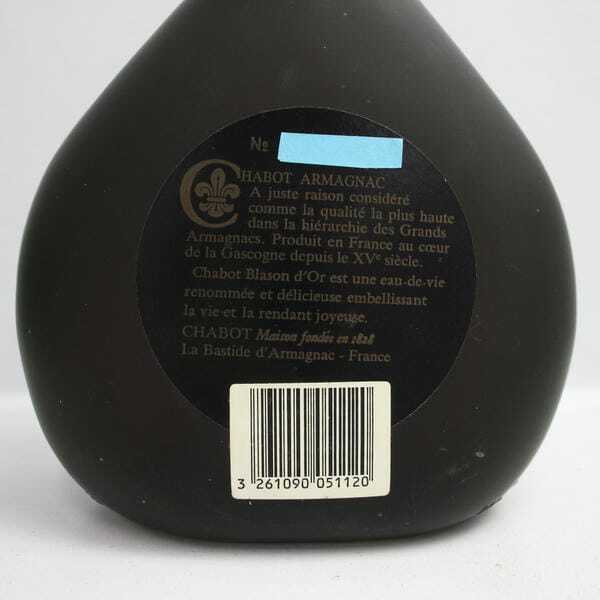 Nº
CHABOT ARMAGNAC
A juste raison considéré
comme la qualité la plus haute
dans la hiérarchie des Grands
Armagnacs. Produit en France au cœur
de la Gascogne depuis le XVᵉ siècle.
Chabot Blason d'Or est une eau-de-vie
renommée et délicieuse embellissant
la vie et la rendant joyeuse.
CHABOT Maison fondée en 1828
La Bastide d'Armagnac - France
3 261090 051120